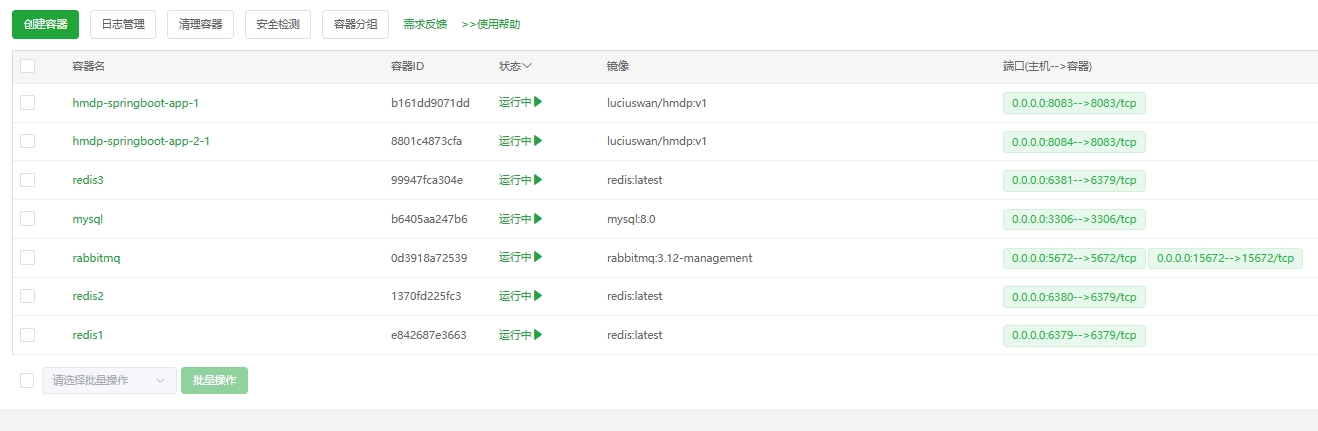 创建容器 日志管理 清理容器 安全检测 容器分组 需求反馈 >>使用帮助
容器名 容器ID 状态 镜像 端口(主机-->容器)
hmdp-springboot-app-1 b161dd9071dd 运行中 luciuswan/hmdp:v1 0.0.0.0:8083-->8083/tcp
hmdp-springboot-app-2-1 8801c4873cfa 运行中 luciuswan/hmdp:v1 0.0.0.0:8084-->8083/tcp
redis3 99947fca304e 运行中 redis:latest 0.0.0.0:6381-->6379/tcp
mysql b6405aa247b6 运行中 mysql:8.0 0.0.0.0:3306-->3306/tcp
rabbitmq 0d3918a72539 运行中 rabbitmq:3.12-management 0.0.0.0:5672-->5672/tcp 0.0.0.0:15672-->15672/tcp
redis2 1370fd225fc3 运行中 redis:latest 0.0.0.0:6380-->6379/tcp
redis1 e842687e3663 运行中 redis:latest 0.0.0.0:6379-->6379/tcp
请选择批量操作 批量操作